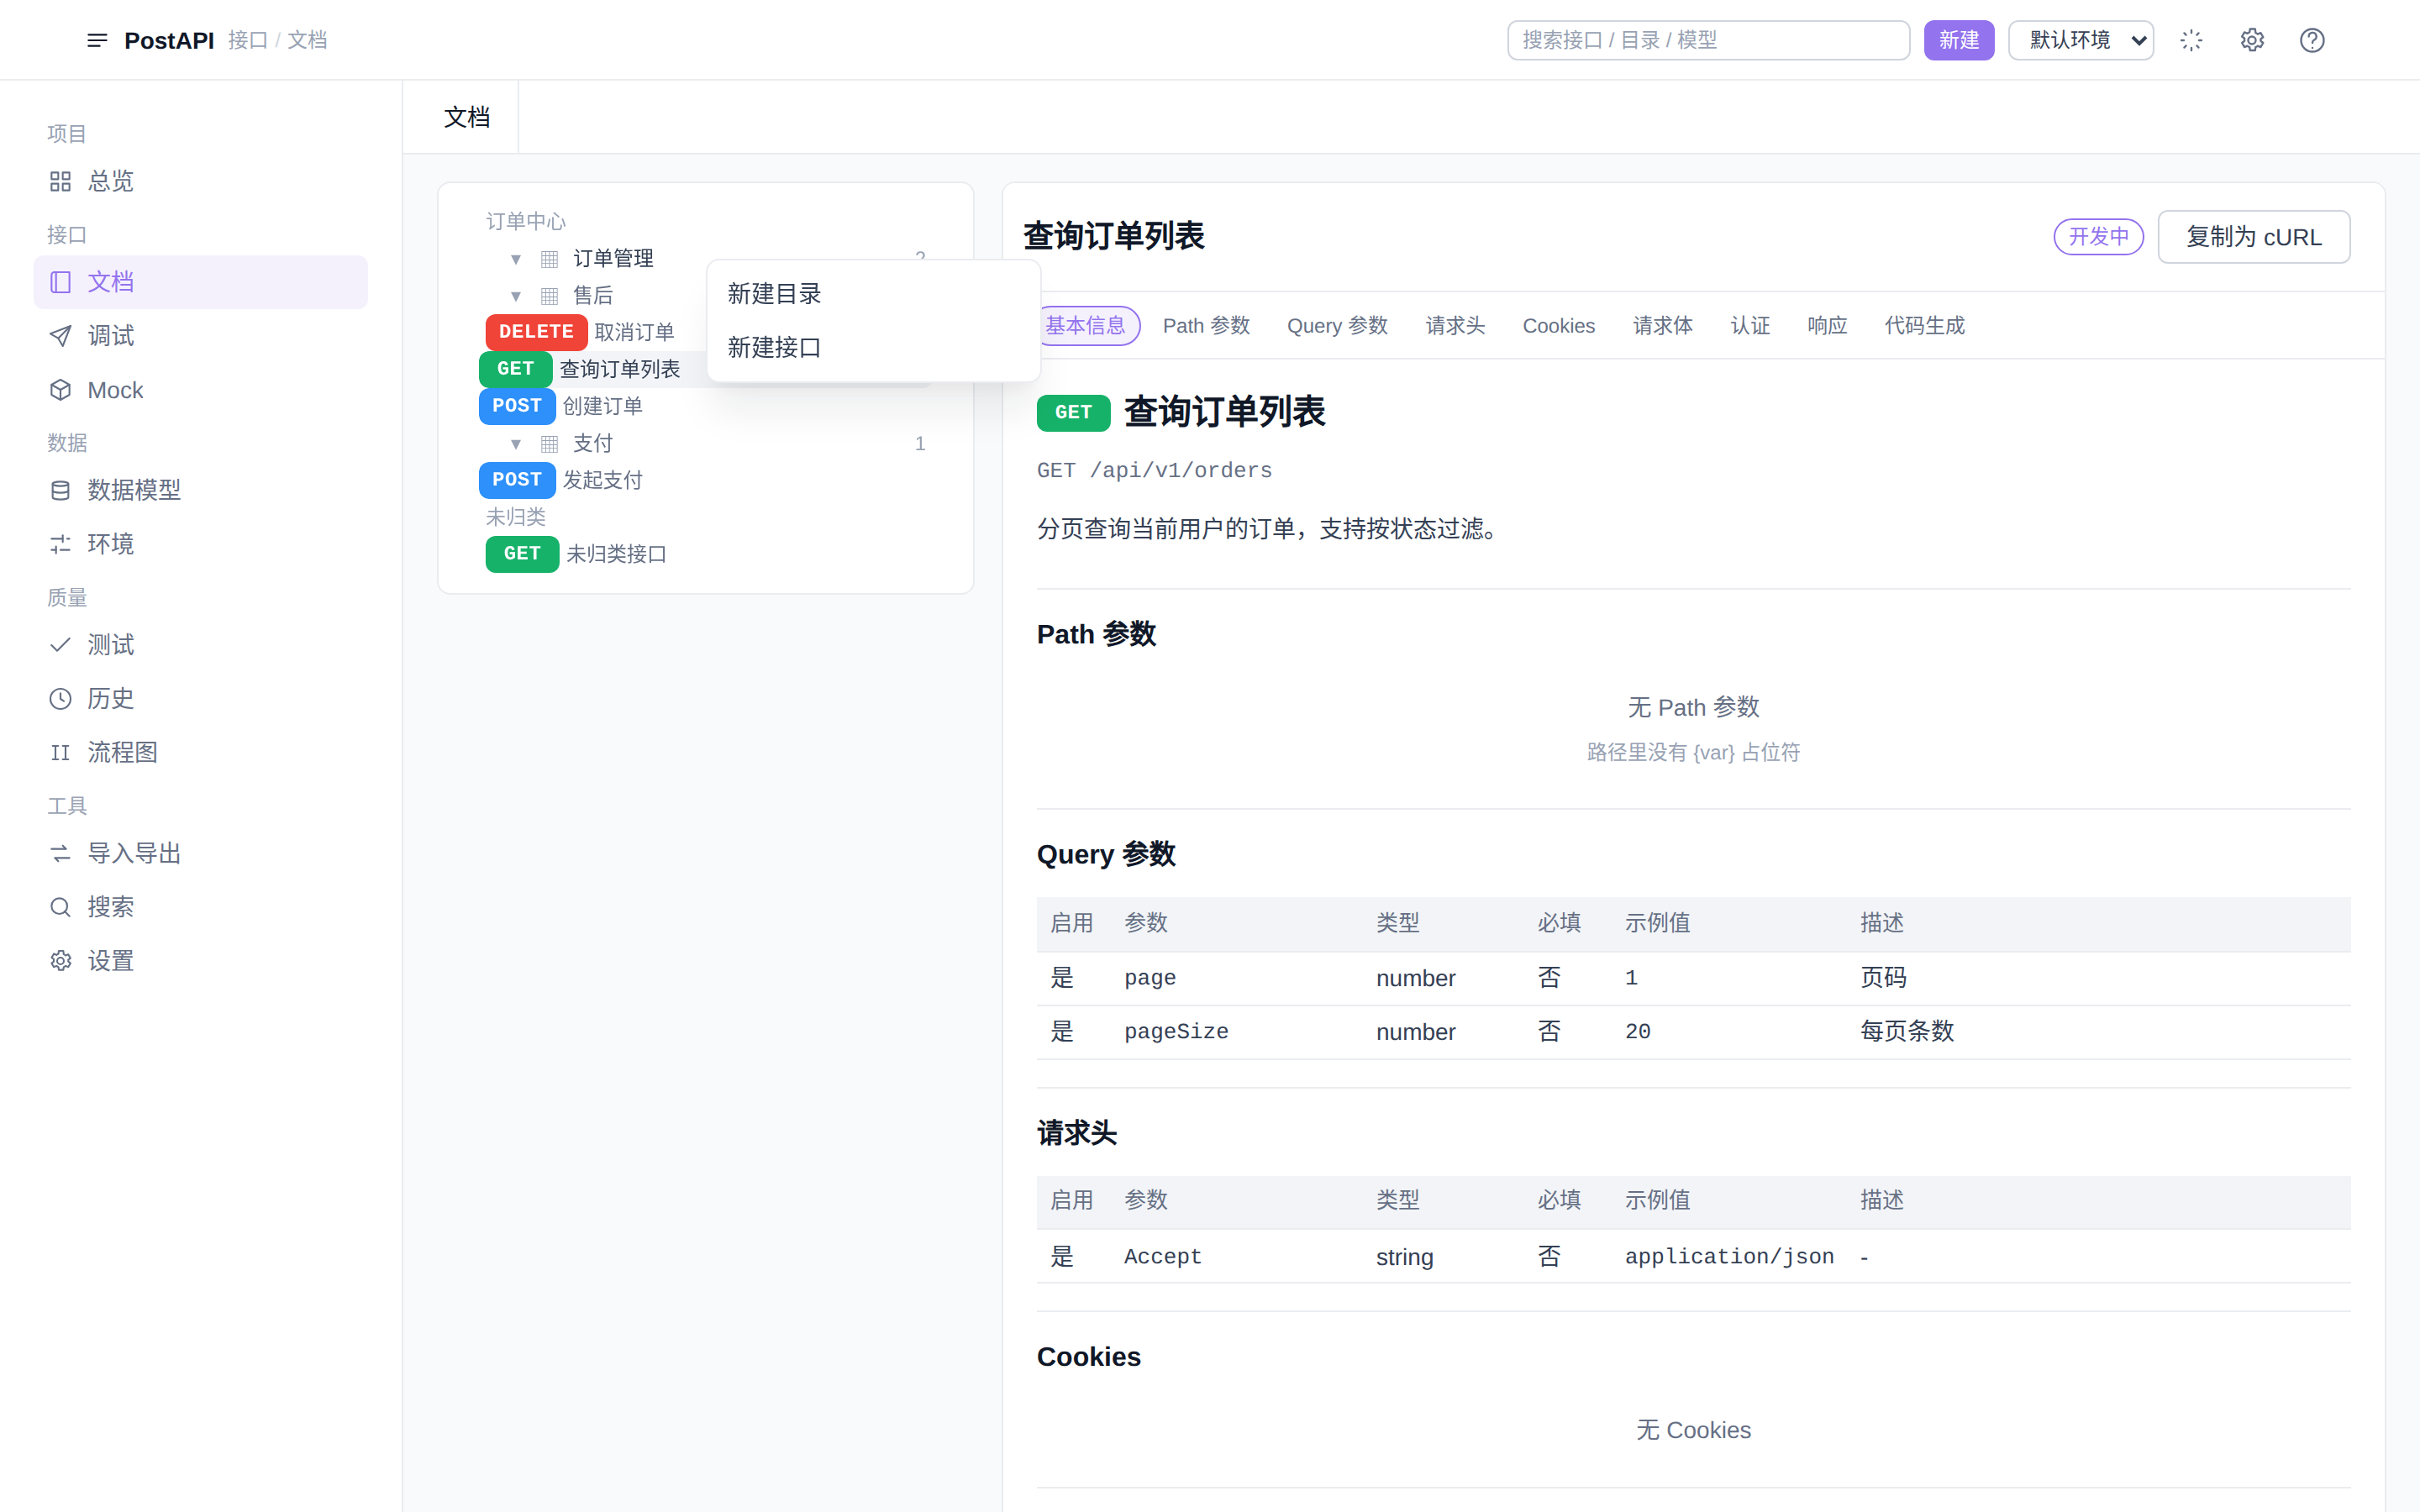 PostAPI 接口 / 文档
搜索接口 / 目录 / 模型
新建
默认环境
项目
总览
接口
文档
调试
Mock
数据
数据模型
环境
质量
测试
历史
流程图
工具
导入导出
搜索
设置
文档
订单中心
订单管理
售后
DELETE 取消订单
GET 查询订单列表
POST 创建订单
支付 1
POST 发起支付
未归类
GET 未归类接口
新建目录
新建接口
查询订单列表
开发中
复制为 cURL
基本信息 Path 参数 Query 参数 请求头 Cookies 请求体 认证 响应 代码生成
GET 查询订单列表
GET /api/v1/orders
分页查询当前用户的订单，支持按状态过滤。
Path 参数
无 Path 参数
路径里没有 {var} 占位符
Query 参数
启用 参数 类型 必填 示例值 描述
是 page number 否 1 页码
是 pageSize number 否 20 每页条数
请求头
启用 参数 类型 必填 示例值 描述
是 Accept string 否 application/json -
Cookies
无 Cookies